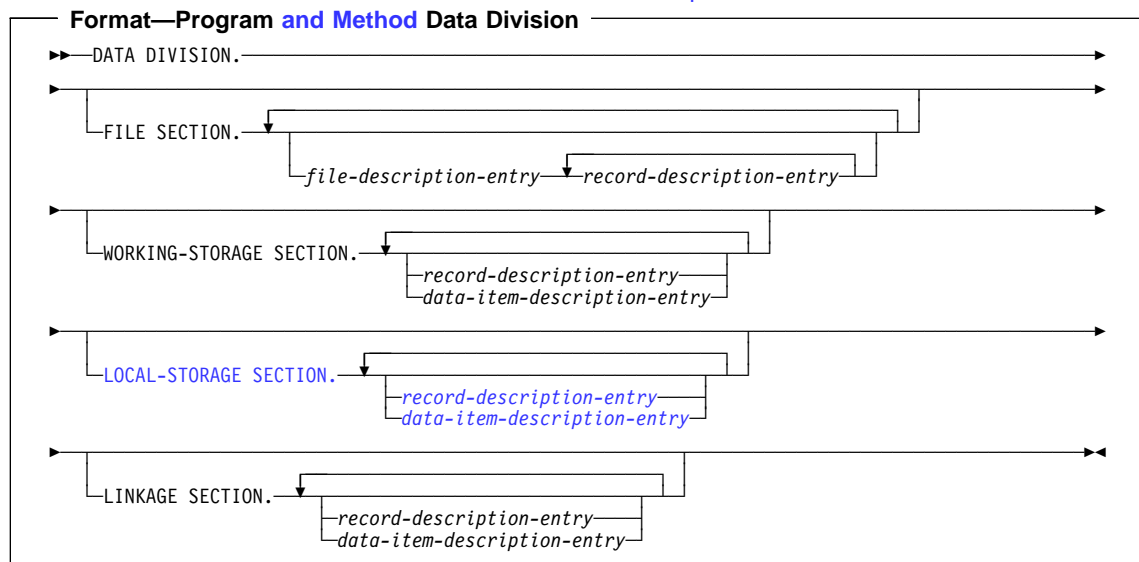 Format—Program and Method Data Division
DATA DIVISION.
FILE SECTION.
file-description-entry record-description-entry
WORKING-STORAGE SECTION.
record-description-entry
data-item-description-entry
LOCAL-STORAGE SECTION.
record-description-entry
data-item-description-entry
LINKAGE SECTION.
record-description-entry
data-item-description-entry